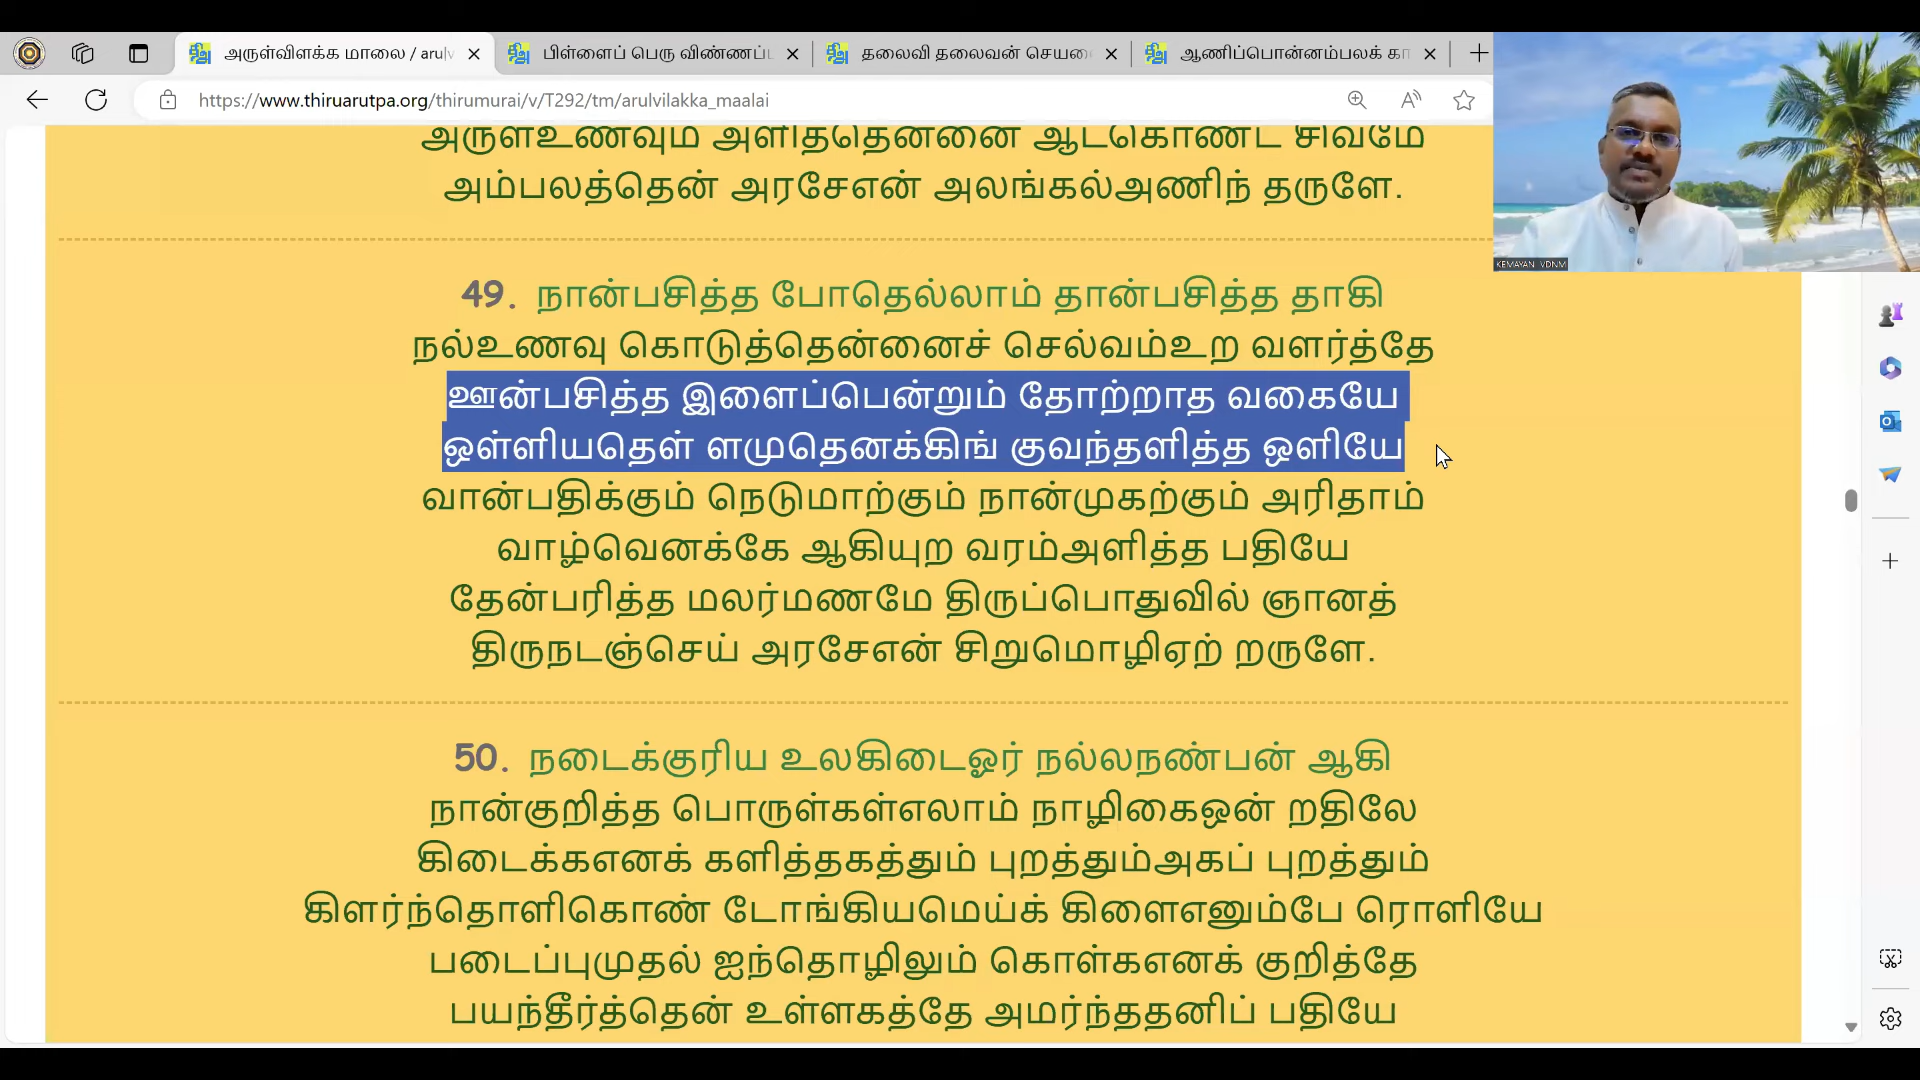 அருள்விளக்க மாலை / arulv
பிள்ளைப் பெரு விண்ணப்ப
தலைவி தலைவன் செயலை
ஆணிப்பொன்னம்பலக் கா
https://www.thiruarutpa.org/thirumurai/v/T292/tm/arulvilakka_maalai
KEMAYAN VDNM
அருள்உணவும் அளித்தென்னை ஆட்கொண்ட சிவமே
அம்பலத்தென் அரசேஎன் அலங்கல்அணிந் தருளே.
49. நான்பசித்த போதெல்லாம் தான்பசித்த தாகி
நல்உணவு கொடுத்தென்னைச் செல்வம்உற வளர்த்தே
ஊன்பசித்த இளைப்பென்றும் தோற்றாத வகையே
ஒள்ளியதெள் ளமுதெனக்கிங் குவந்தளித்த ஒளியே
வான்பதிக்கும் நெடுமாற்கும் நான்முகற்கும் அரிதாம்
வாழ்வெனக்கே ஆகியுற வரம்அளித்த பதியே
தேன்பரித்த மலர்மணமே திருப்பொதுவில் ஞானத்
திருநடஞ்செய் அரசேஎன் சிறுமொழிஏற் றருளே.
50. நடைக்குரிய உலகிடைஓர் நல்லநண்பன் ஆகி
நான்குறித்த பொருள்கள்எலாம் நாழிகைஒன் றதிலே
கிடைக்கஎனக் களித்தகத்தும் புறத்தும்அகப் புறத்தும்
கிளர்ந்தொளிகொண் டோங்கியமெய்க் கிளைஎனும்பே ரொளியே
படைப்புமுதல் ஐந்தொழிலும் கொள்கஎனக் குறித்தே
பயந்தீர்த்தென் உள்ளகத்தே அமர்ந்ததனிப் பதியே